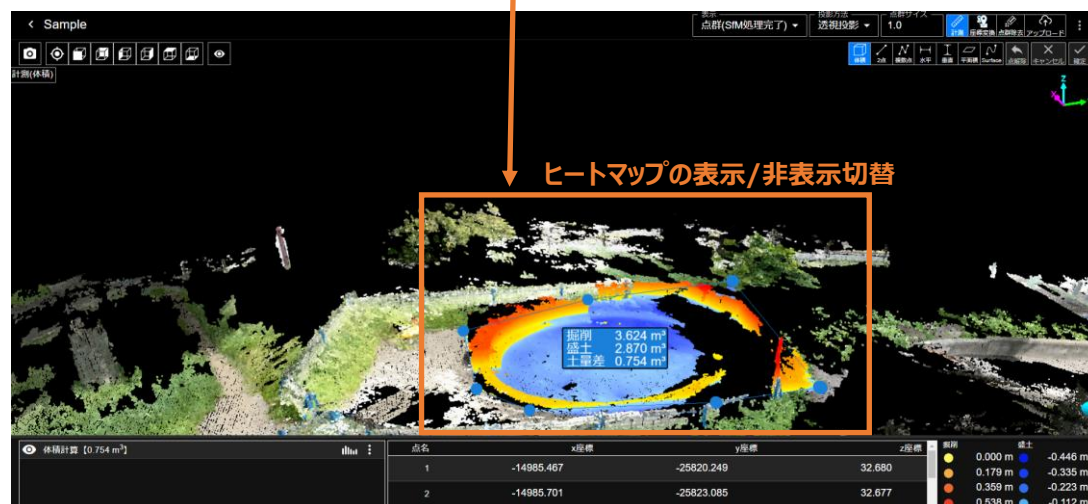 Sample
表示
点群(SfM処理完了)
投影方法
透視投影
点群サイズ
1.0
計測
座標変換
点群除去
アップロード
体積
2点
複数点
水平
垂直
平面積
Surface
点解除
キャンセル
確定
計測(体積)
z
x
ヒートマップの表示/非表示切替
掘削 3.624 m³
盛土 2.870 m³
土量差 0.754 m³
体積計算【0.754 m³】
点名 x座標 y座標 z座標
1 -14985.467 -25820.249 32.680
2 -14985.701 -25823.085 32.677
掘削 盛土
0.000 m -0.446 m
0.179 m -0.335 m
0.359 m -0.223 m
0.538 m -0.112 m